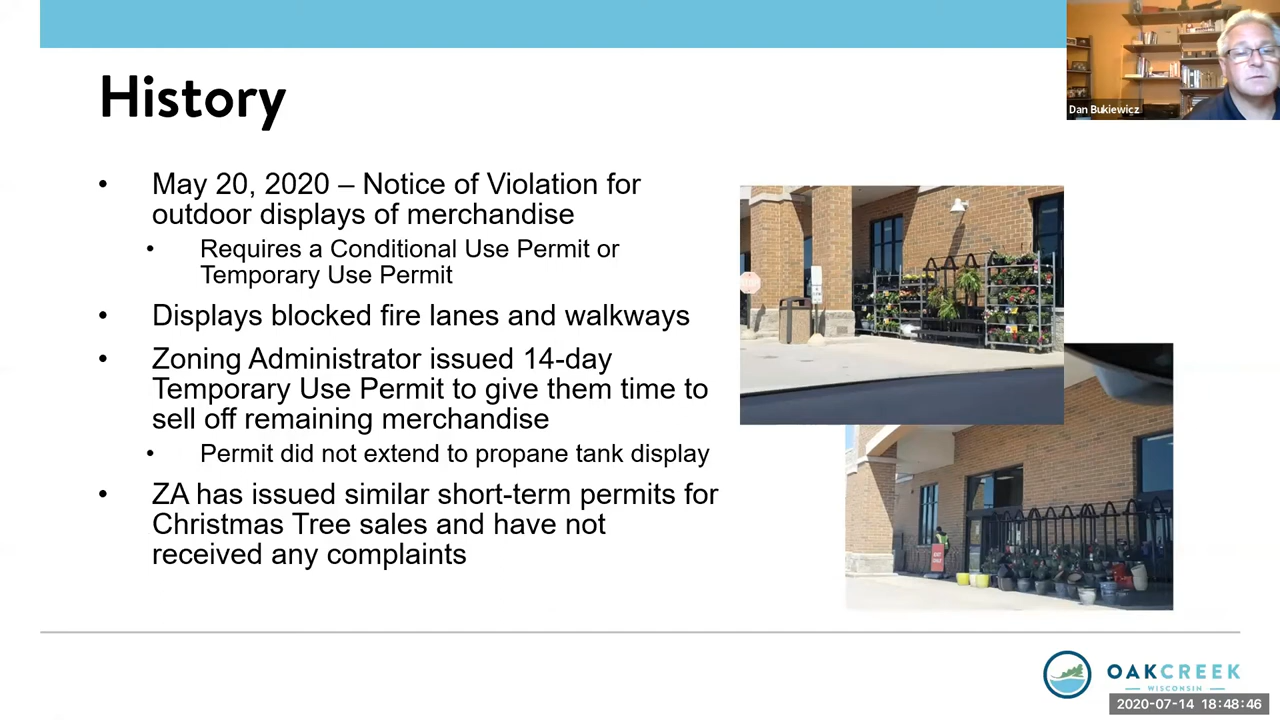 History
Dan Bukiewicz
• May 20, 2020 – Notice of Violation for
outdoor displays of merchandise
• Requires a Conditional Use Permit or
Temporary Use Permit
• Displays blocked fire lanes and walkways
• Zoning Administrator issued 14-day
Temporary Use Permit to give them time to
sell off remaining merchandise
• Permit did not extend to propane tank display
• ZA has issued similar short-term permits for
Christmas Tree sales and have not
received any complaints
OAKCREEK
WISCONSIN
2020-07-14 18:48:46